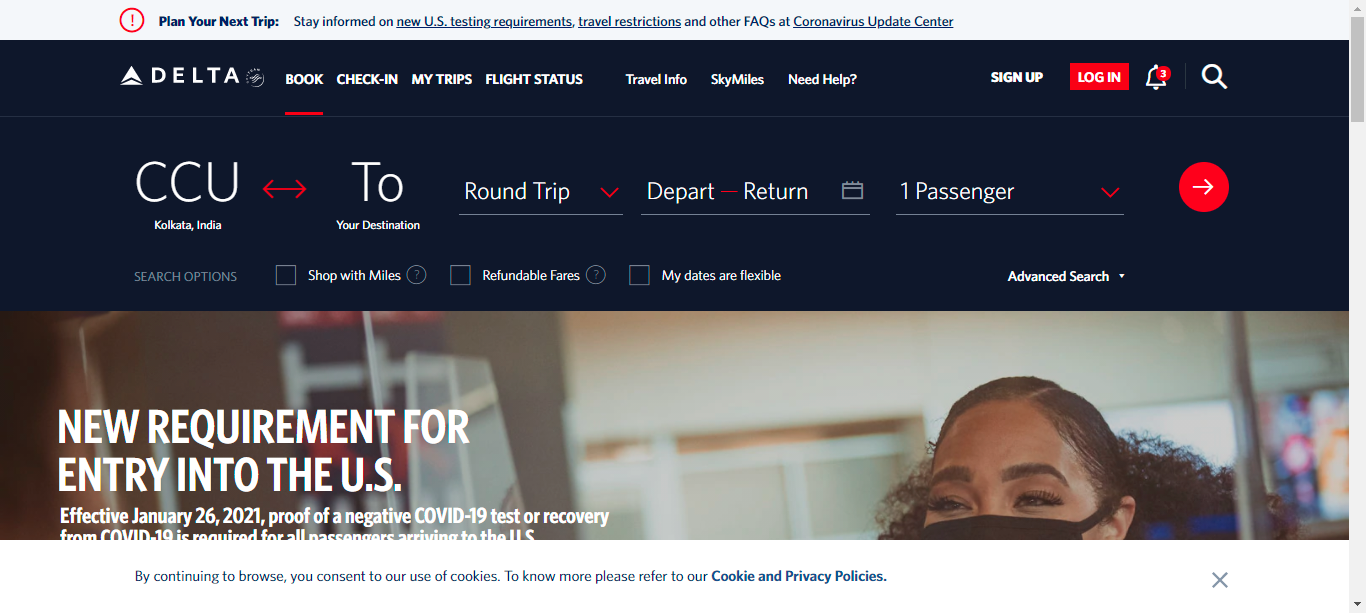 ! Plan Your Next Trip: Stay informed on new U.S. testing requirements, travel restrictions and other FAQs at Coronavirus Update Center
DELTA BOOK CHECK-IN MY TRIPS FLIGHT STATUS Travel Info SkyMiles Need Help? SIGN UP LOG IN 3
CCU To Round Trip Depart — Return 1 Passenger
Kolkata, India Your Destination
SEARCH OPTIONS Shop with Miles ? Refundable Fares ? My dates are flexible Advanced Search
NEW REQUIREMENT FOR
ENTRY INTO THE U.S.
Effective January 26, 2021, proof of a negative COVID-19 test or recovery
from COVID-19 is required for all passengers arriving to the U.S.
By continuing to browse, you consent to our use of cookies. To know more please refer to our Cookie and Privacy Policies.